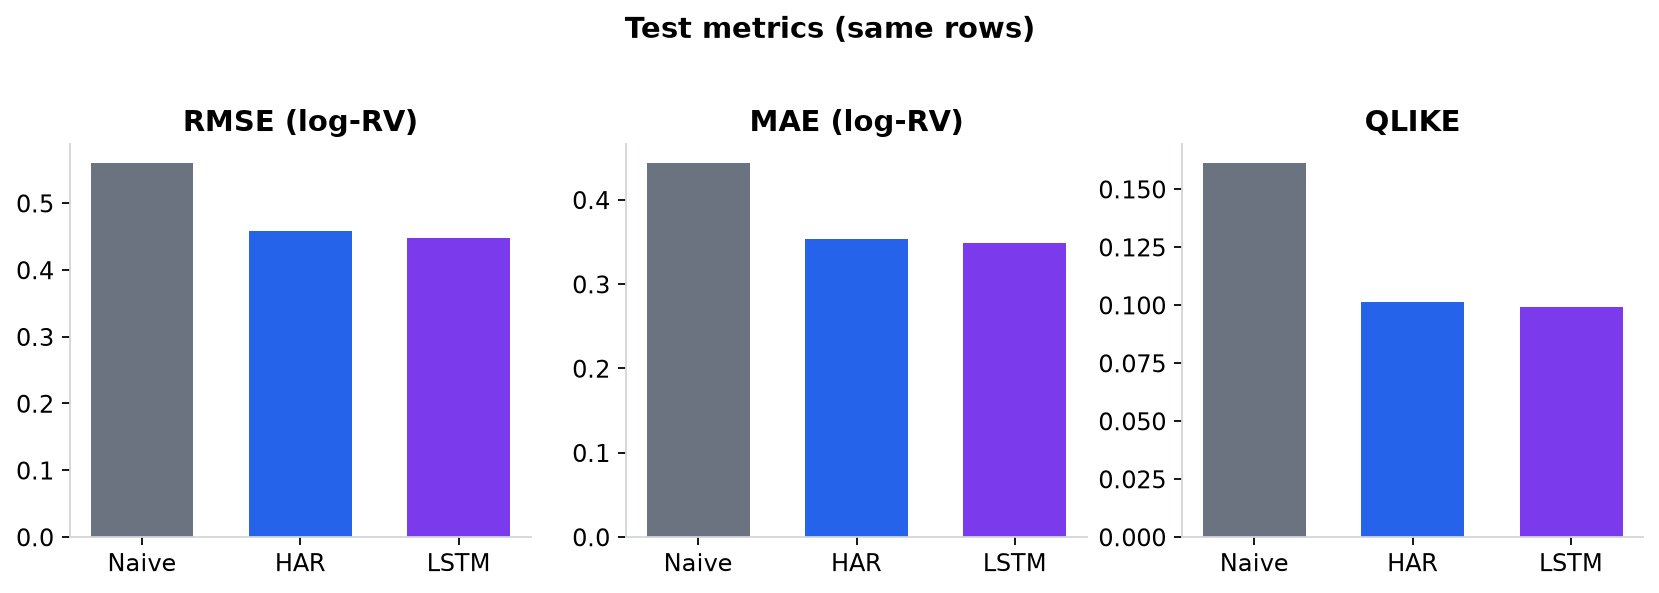 Test metrics (same rows)
RMSE (log-RV)
0.5
0.4
0.3
0.2
0.1
0.0
Naive HAR LSTM
MAE (log-RV)
0.4
0.3
0.2
0.1
0.0
Naive HAR LSTM
QLIKE
0.150
0.125
0.100
0.075
0.050
0.025
0.000
Naive HAR LSTM